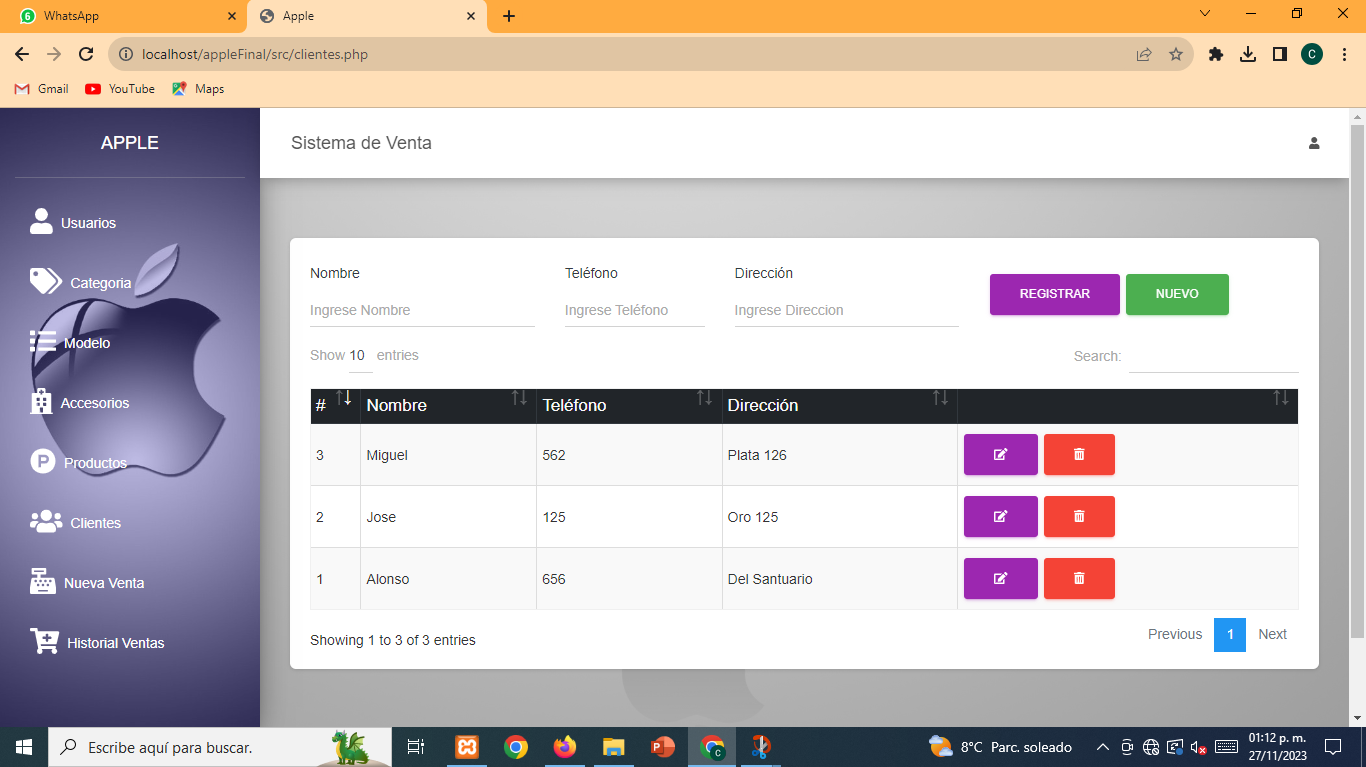 6 WhatsApp
Apple
localhost/appleFinal/src/clientes.php
C
Gmail YouTube Maps
APPLE
Usuarios
Categoria
Modelo
Accesorios
P Productos
Clientes
Nueva Venta
Historial Ventas
Sistema de Venta
Nombre Teléfono Dirección
Ingrese Nombre Ingrese Teléfono Ingrese Direccion
REGISTRAR NUEVO
Show 10 entries Search:
# Nombre Teléfono Dirección
3 Miguel 562 Plata 126
2 Jose 125 Oro 125
1 Alonso 656 Del Santuario
Showing 1 to 3 of 3 entries
Previous 1 Next
Escribe aquí para buscar.
8°C Parc. soleado
01:12 p. m.
27/11/2023